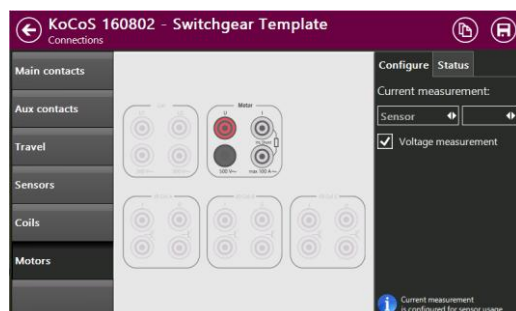 KoCoS 160802 - Switchgear Template
Connections
Main contacts
Aux contacts
Travel
Sensors
Coils
Motors
Motor
U
I
500 V~
max 500 A~
Configure
Status
Current measurement:
Sensor
Voltage measurement
Current measurement
is configured for sensor usage